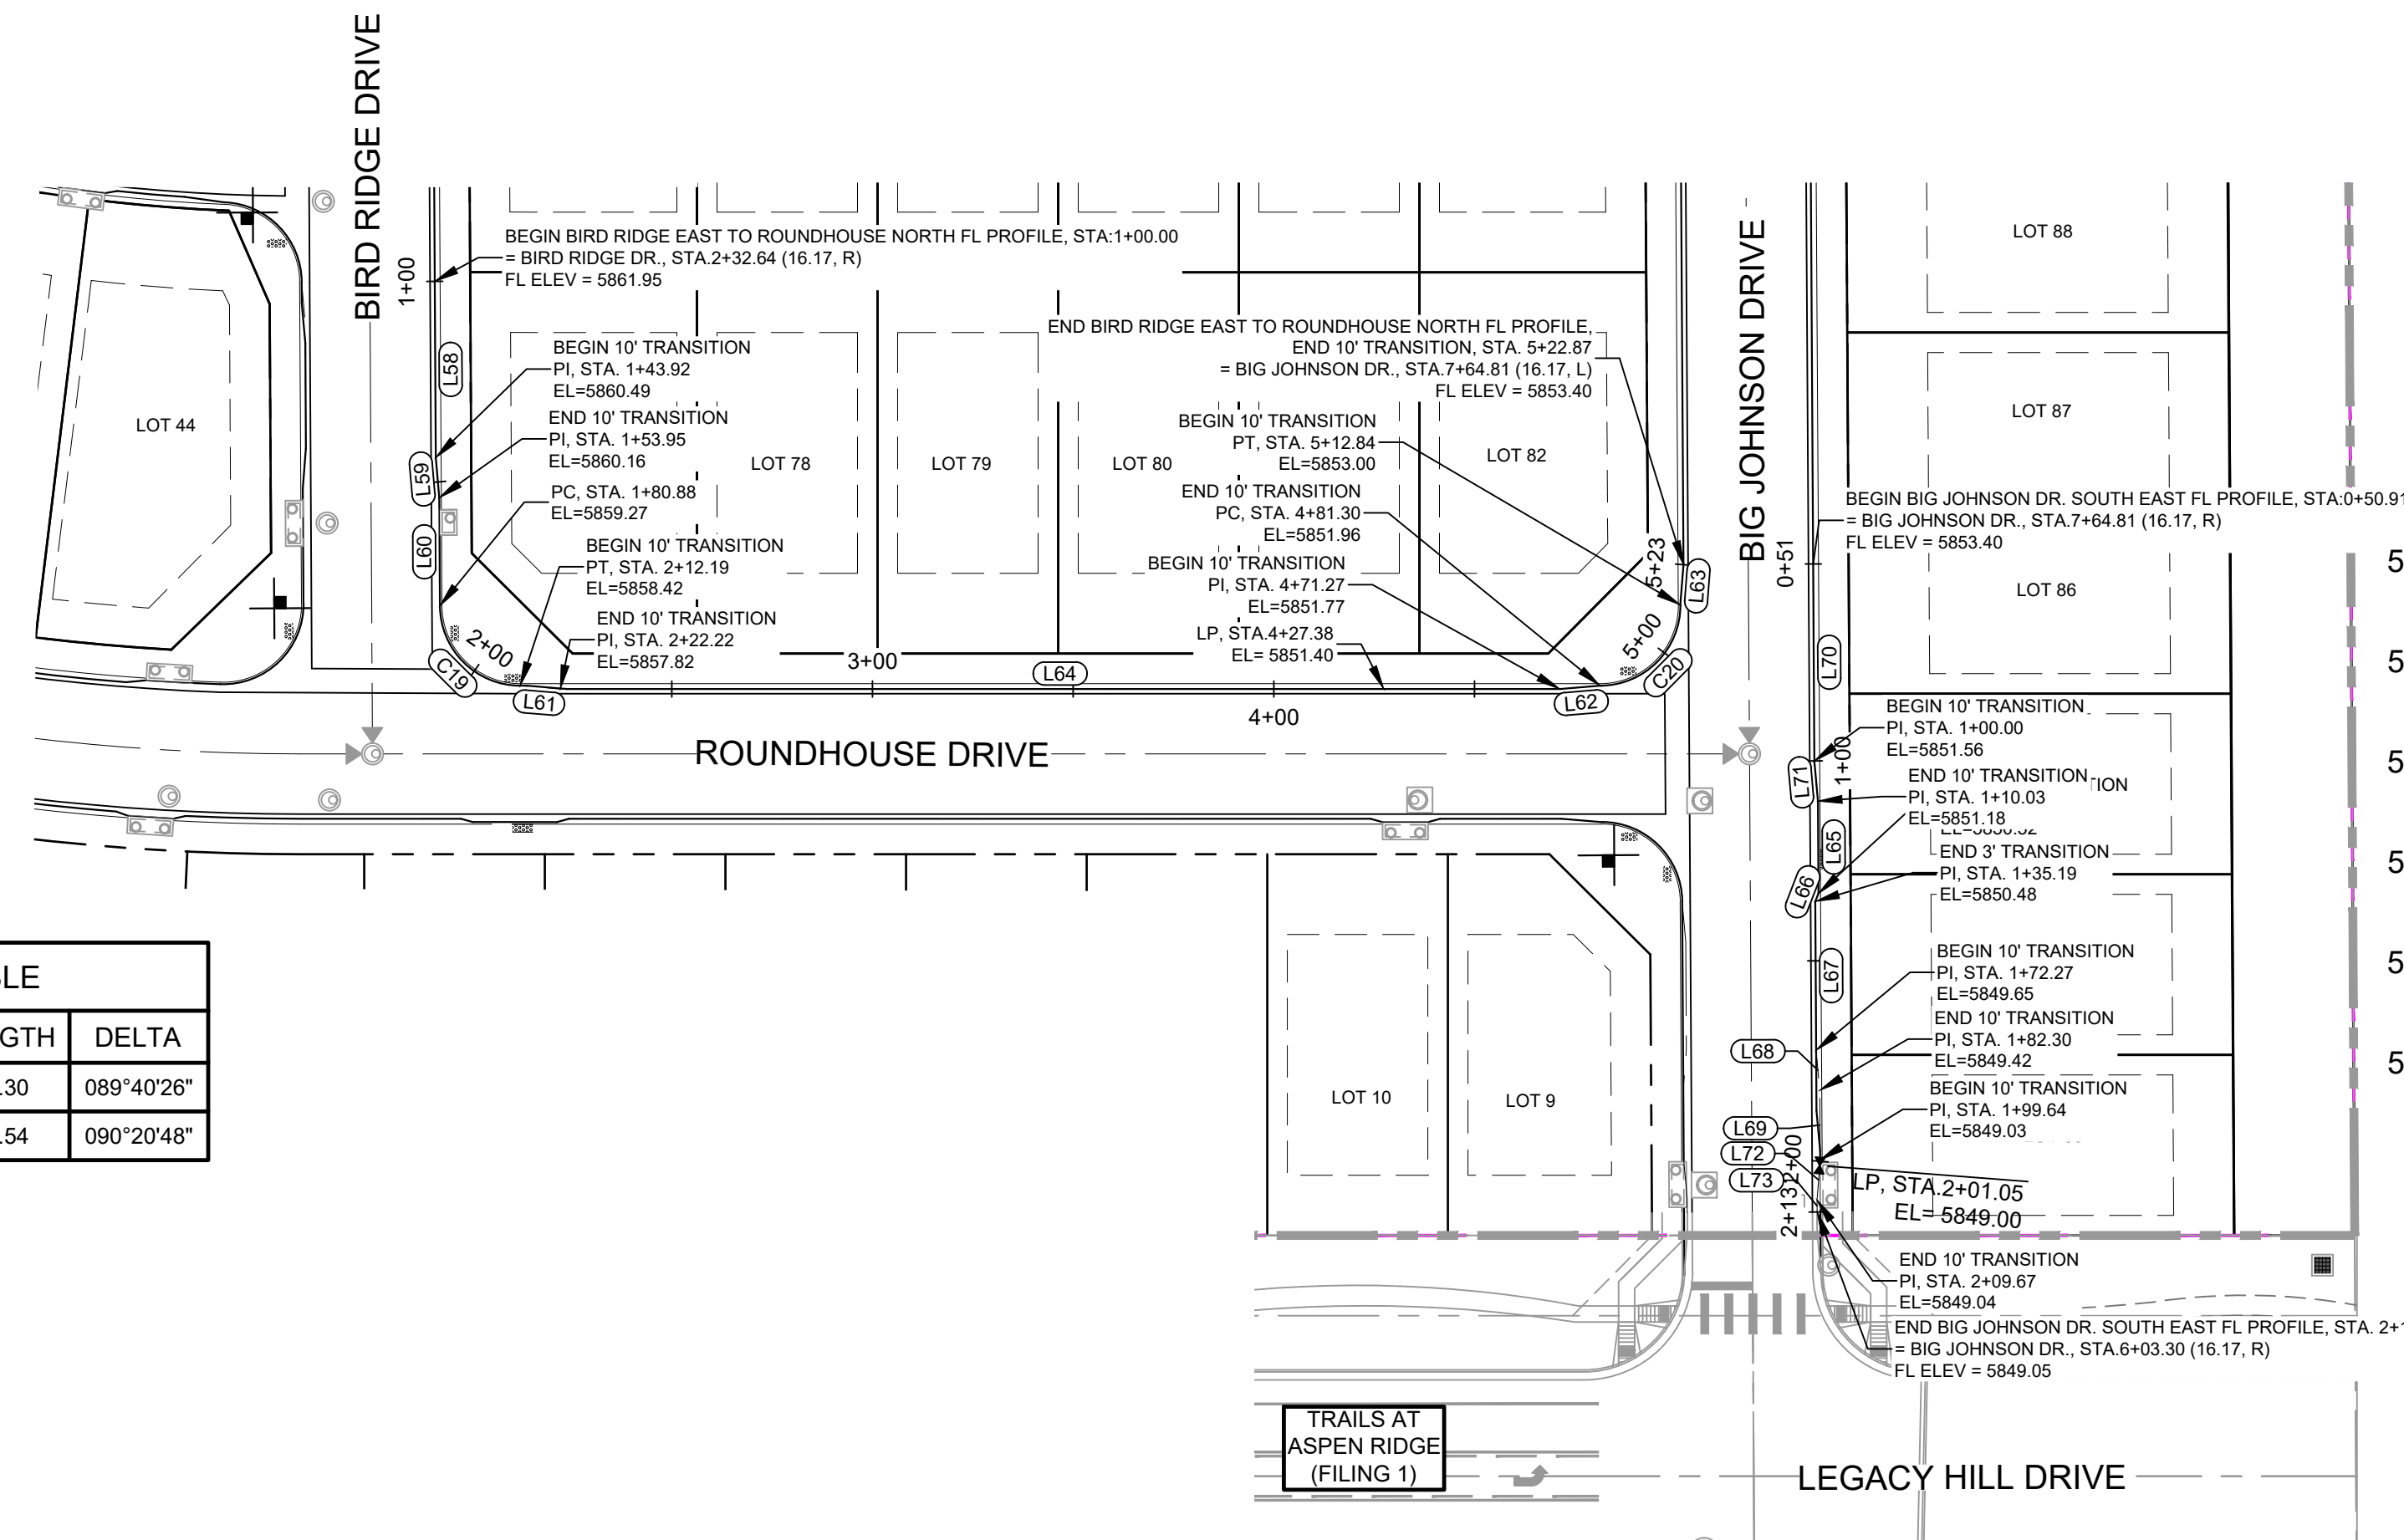 BIRD RIDGE DRIVE
1+00
BEGIN BIRD RIDGE EAST TO ROUNDHOUSE NORTH FL PROFILE, STA:1+00.00
= BIRD RIDGE DR., STA.2+32.64 (16.17, R)
FL ELEV = 5861.95
L58
BEGIN 10' TRANSITION
PI, STA. 1+43.92
EL=5860.49
END 10' TRANSITION
PI, STA. 1+53.95
EL=5860.16
L59
PC, STA. 1+80.88
EL=5859.27
L60
BEGIN 10' TRANSITION
PT, STA. 2+12.19
EL=5858.42
END 10' TRANSITION
PI, STA. 2+22.22
EL=5857.82
2+00
C19
L61
LOT 44
LOT 78
LOT 79
LOT 80
LOT 82
END BIRD RIDGE EAST TO ROUNDHOUSE NORTH FL PROFILE,
END 10' TRANSITION, STA. 5+22.87
= BIG JOHNSON DR., STA.7+64.81 (16.17, L)
FL ELEV = 5853.40
BEGIN 10' TRANSITION
PT, STA. 5+12.84
EL=5853.00
END 10' TRANSITION
PC, STA. 4+81.30
EL=5851.96
BEGIN 10' TRANSITION
PI, STA. 4+71.27
EL=5851.77
LP, STA.4+27.38
EL= 5851.40
3+00
L64
4+00
L62
C20
5+00
5+23
L63
ROUNDHOUSE DRIVE
BIG JOHNSON DRIVE
0+51
LOT 88
LOT 87
BEGIN BIG JOHNSON DR. SOUTH EAST FL PROFILE, STA:0+50.91
= BIG JOHNSON DR., STA.7+64.81 (16.17, R)
FL ELEV = 5853.40
LOT 86
L70
BEGIN 10' TRANSITION
PI, STA. 1+00.00
EL=5851.56
1+00
L71
END 10' TRANSITION
PI, STA. 1+10.03
EL=5851.18
TION
L65
END 3' TRANSITION
PI, STA. 1+35.19
EL=5850.48
L66
L67
BEGIN 10' TRANSITION
PI, STA. 1+72.27
EL=5849.65
END 10' TRANSITION
PI, STA. 1+82.30
EL=5849.42
L68
BEGIN 10' TRANSITION
PI, STA. 1+99.64
EL=5849.03
L69
L72
L73
2+00
2+13
LP, STA.2+01.05
EL= 5849.00
END 10' TRANSITION
PI, STA. 2+09.67
EL=5849.04
END BIG JOHNSON DR. SOUTH EAST FL PROFILE, STA. 2+1
= BIG JOHNSON DR., STA.6+03.30 (16.17, R)
FL ELEV = 5849.05
5
5
5
5
5
5
LOT 10
LOT 9
GTH DELTA
.30 089°40'26"
.54 090°20'48"
TRAILS AT
ASPEN RIDGE
(FILING 1)
LEGACY HILL DRIVE